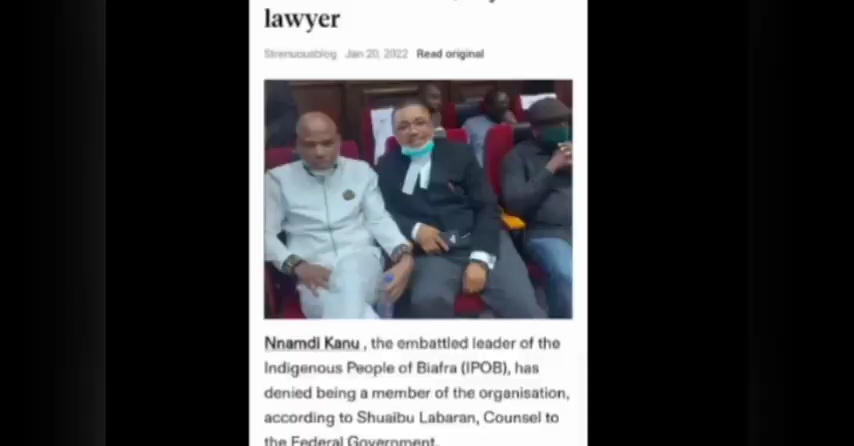 lawyer
Strenuousblog Jan 20, 2022 Read original
Nnamdi Kanu , the embattled leader of the
Indigenous People of Biafra (IPOB), has
denied being a member of the organisation,
according to Shuaibu Labaran, Counsel to
the Federal Government.